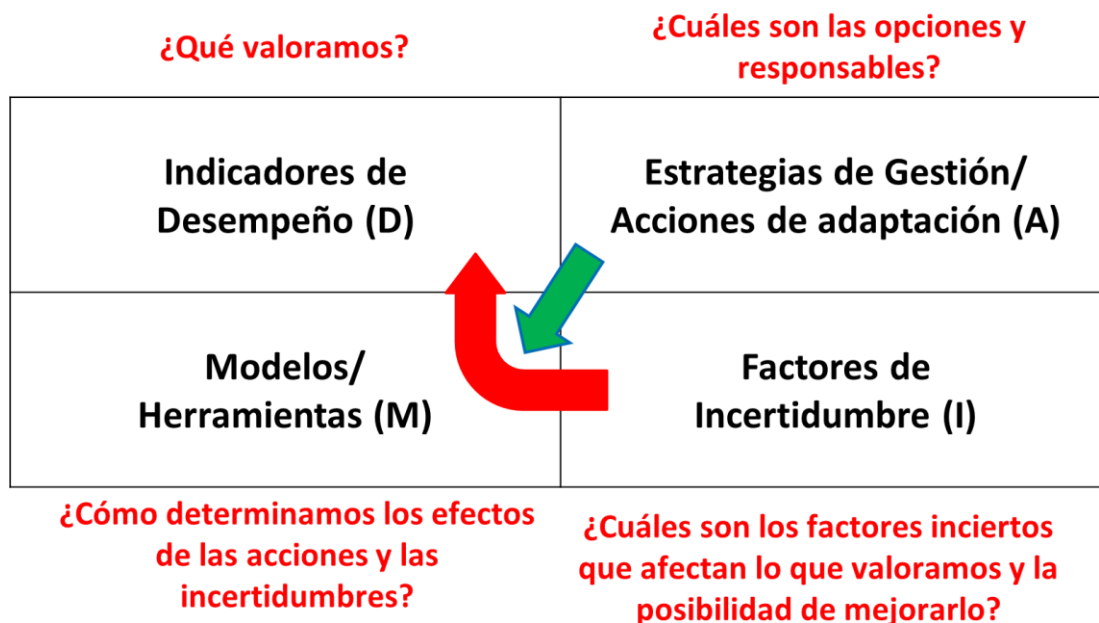 ¿Qué valoramos?
¿Cuáles son las opciones y
responsables?
Indicadores de
Desempeño (D)
Estrategias de Gestión/
Acciones de adaptación (A)
Modelos/
Herramientas (M)
Factores de
Incertidumbre (I)
¿Cómo determinamos los efectos
de las acciones y las
incertidumbres?
¿Cuáles son los factores inciertos
que afectan lo que valoramos y la
posibilidad de mejorarlo?